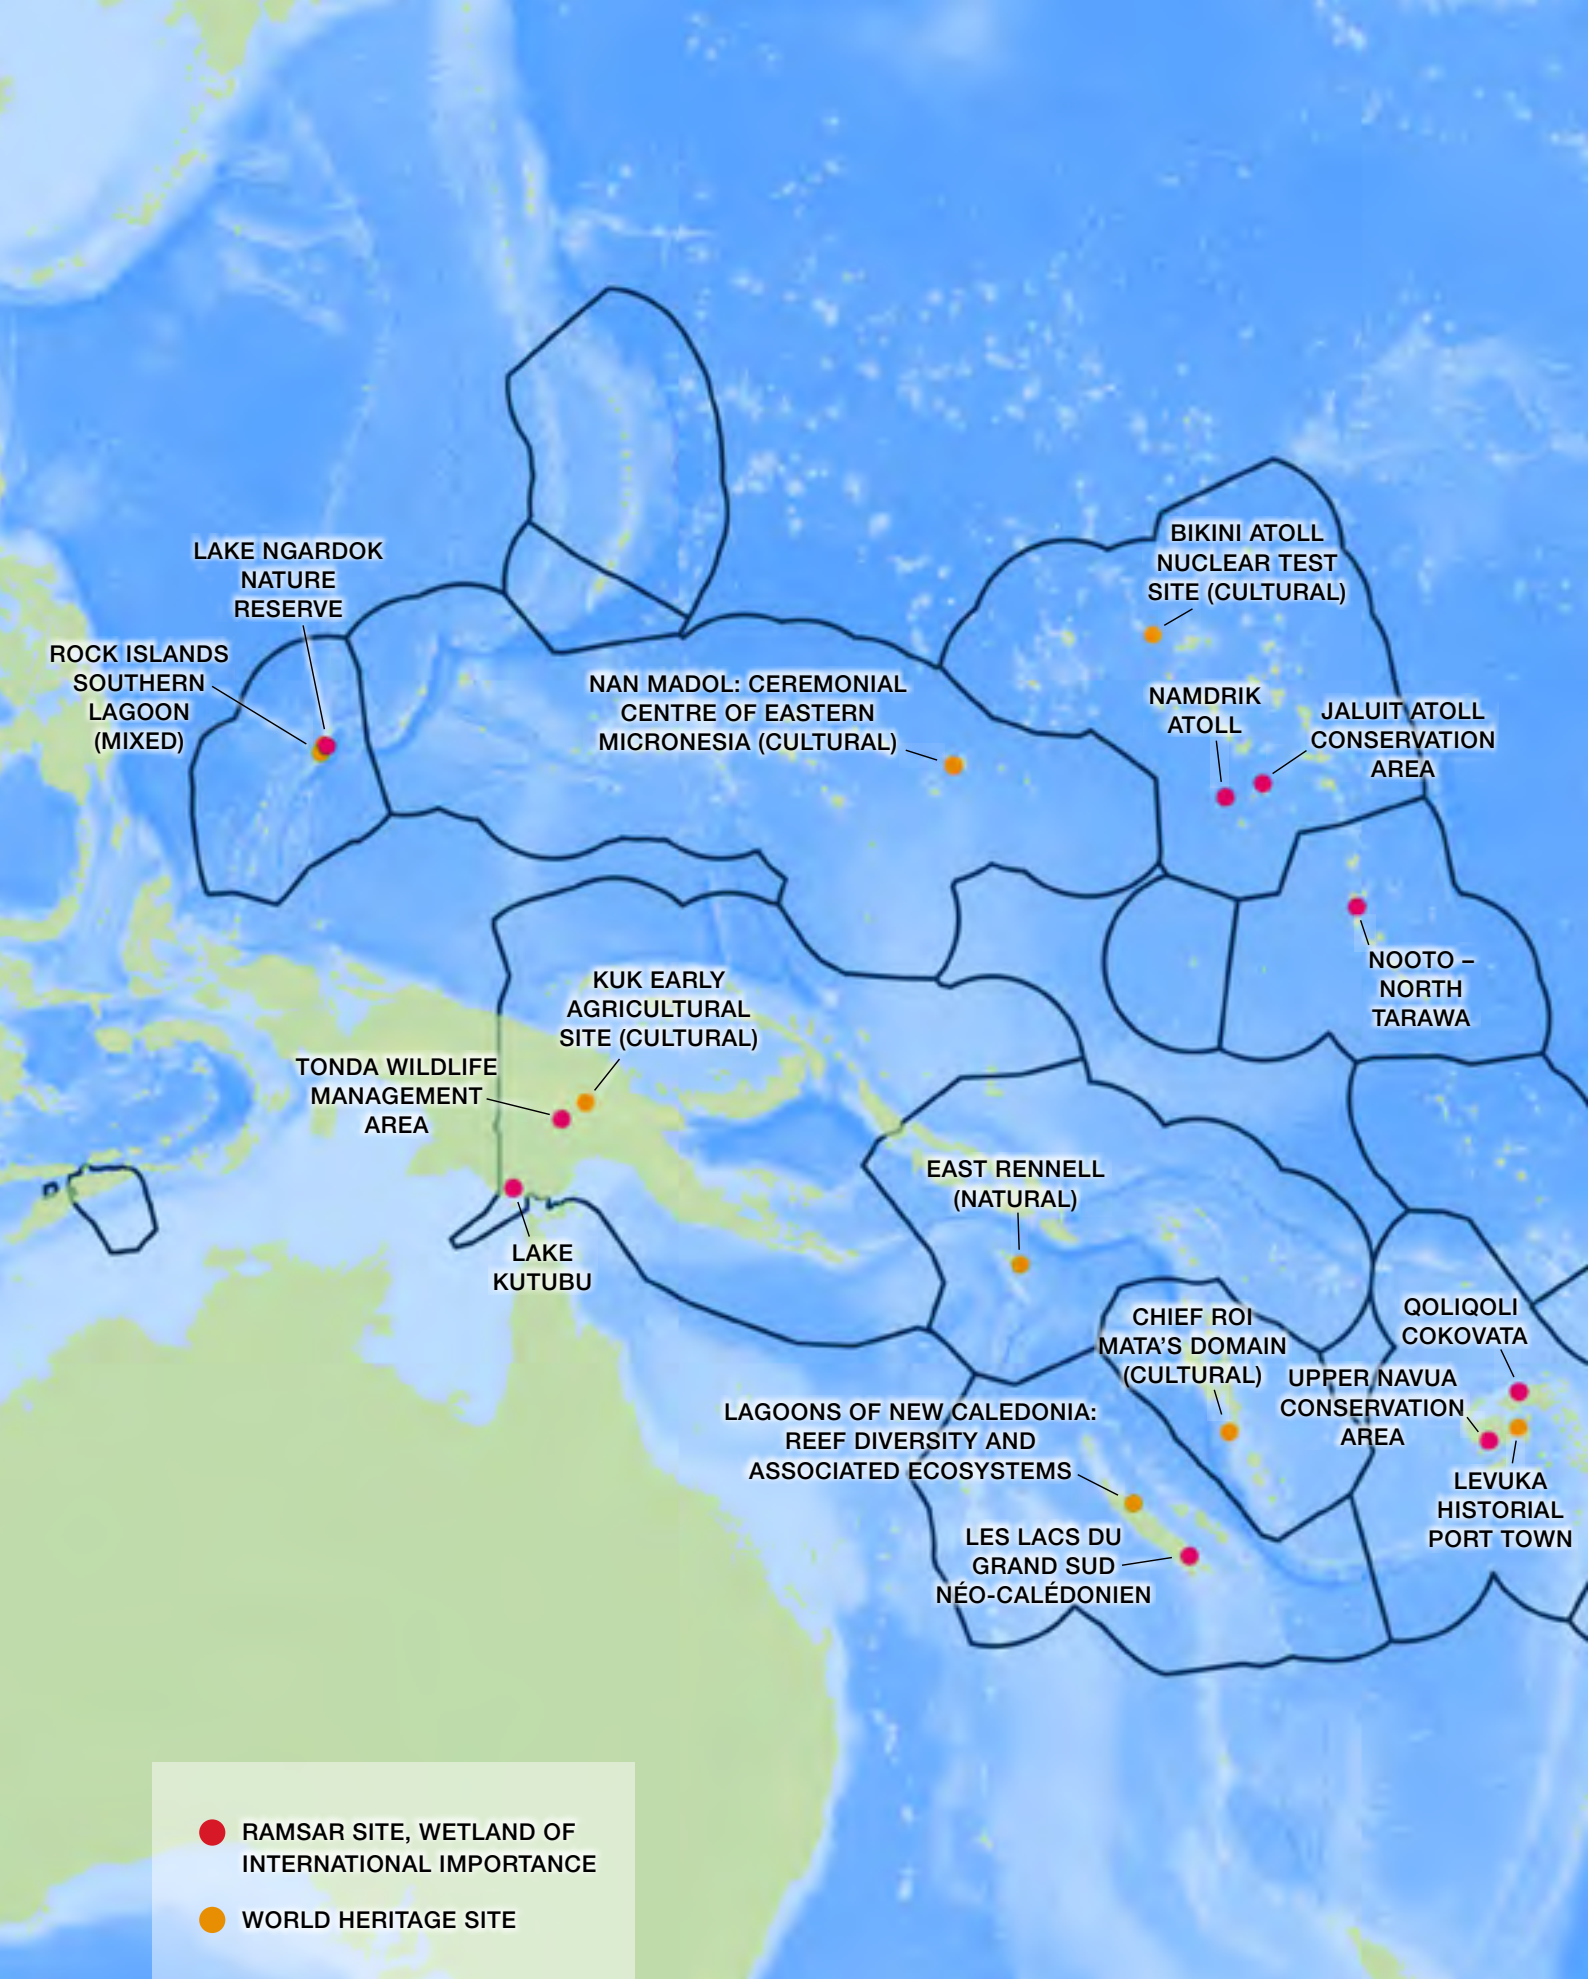 LAKE NGARDOK
NATURE
RESERVE
ROCK ISLANDS
SOUTHERN
LAGOON
(MIXED)
NAN MADOL: CEREMONIAL
CENTRE OF EASTERN
MICRONESIA (CULTURAL)
BIKINI ATOLL
NUCLEAR TEST
SITE (CULTURAL)
NAMDRIK
ATOLL
JALUIT ATOLL
CONSERVATION
AREA
NOOTO –
NORTH
TARAWA
KUK EARLY
AGRICULTURAL
SITE (CULTURAL)
TONDA WILDLIFE
MANAGEMENT
AREA
LAKE
KUTUBU
EAST RENNELL
(NATURAL)
CHIEF ROI
MATA'S DOMAIN
(CULTURAL)
QOLIQOLI
COKOVATA
UPPER NAVUA
CONSERVATION
AREA
LEVUKA
HISTORIAL
PORT TOWN
LAGOONS OF NEW CALEDONIA:
REEF DIVERSITY AND
ASSOCIATED ECOSYSTEMS
LES LACS DU
GRAND SUD
NÉO-CALÉDONIEN
RAMSAR SITE, WETLAND OF
INTERNATIONAL IMPORTANCE
WORLD HERITAGE SITE